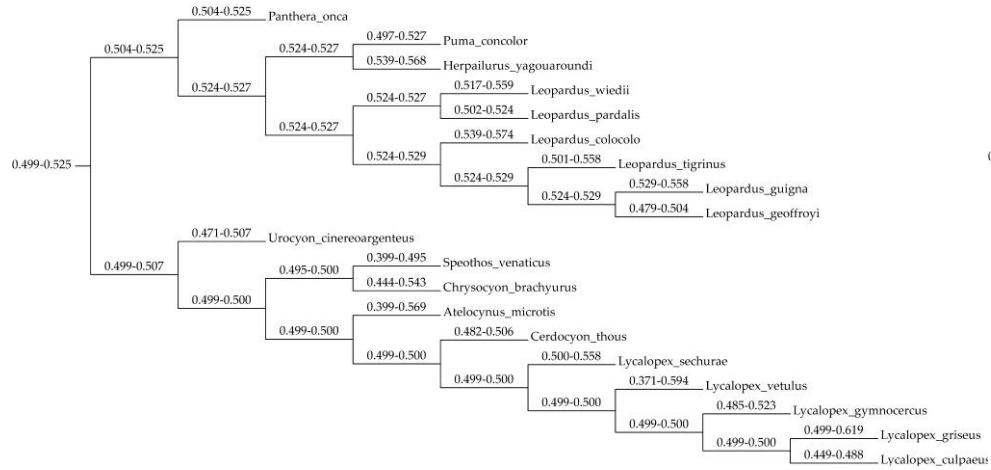 0.504-0.525
Panthera_onca
0.504-0.525
0.497-0.527
Puma_concolor
0.524-0.527
0.539-0.568
Herpailurus_yagouaroundi
0.524-0.527
0.517-0.559
Leopardus_wiedii
0.524-0.527
0.502-0.524
Leopardus_pardalis
0.524-0.527
0.539-0.574
Leopardus_colocolo
0.524-0.529
0.501-0.558
Leopardus_tigrinus
0.499-0.525
0.524-0.529
0.529-0.558
Leopardus_guigna
0.524-0.529
0.479-0.504
Leopardus_geoffroyi
0.471-0.507
Urocyon_cinereoargenteus
0.499-0.507
0.399-0.495
Speothos_venaticus
0.495-0.500
0.444-0.543
Chrysocyon_brachyurus
0.499-0.500
0.399-0.569
Atelocynus_microtis
0.499-0.500
0.482-0.506
Cerdocyon_thous
0.499-0.500
0.500-0.558
Lycalopex_sechurae
0.499-0.500
0.371-0.594
Lycalopex_vetulus
0.499-0.500
0.485-0.523
Lycalopex_gymnocercus
0.499-0.500
0.499-0.619
Lycalopex_griseus
0.499-0.500
0.449-0.488
Lycalopex_culpaeus